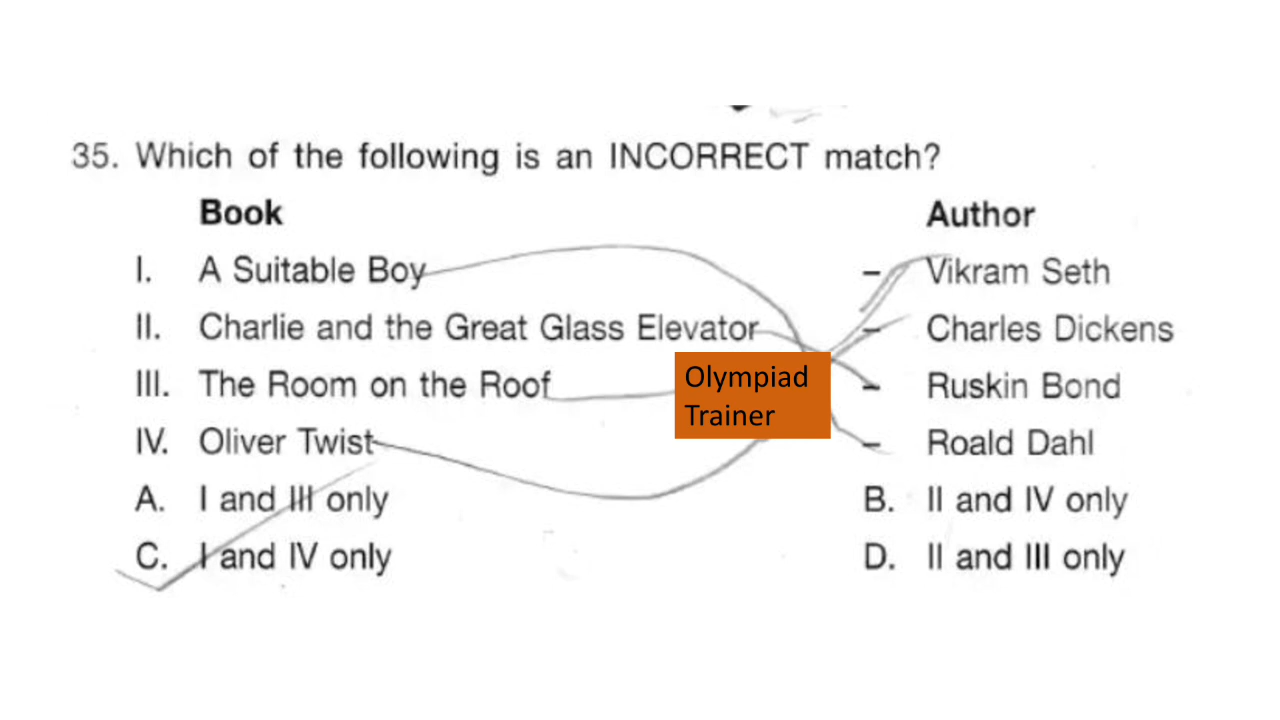 35. Which of the following is an INCORRECT match?
Book Author
I. A Suitable Boy – Vikram Seth
II. Charlie and the Great Glass Elevator – Charles Dickens
III. The Room on the Roof – Ruskin Bond
IV. Oliver Twist – Roald Dahl
Olympiad
Trainer
A. I and III only B. II and IV only
C. I and IV only D. II and III only